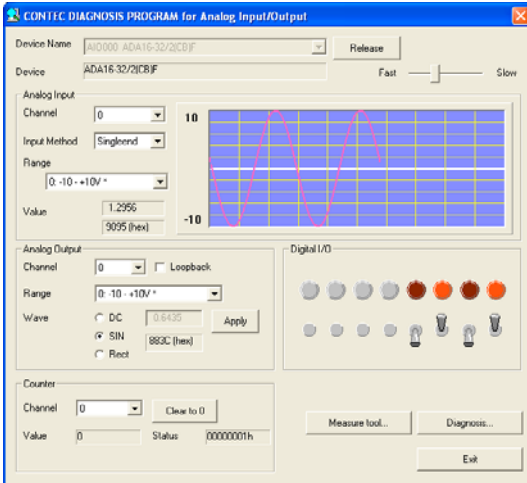 CONTEC DIAGNOSIS PROGRAM for Analog Input/Output
Device Name
AIO000 ADA16-32/2(CB)F
Release
Device
ADA16-32/2(CB)F
Fast
Slow
Analog Input
Channel
0
Input Method
Singleend
Range
0: -10 - +10V *
Value
1.2956
9095 (hex)
10
-10
Analog Output
Channel
0
Loopback
Range
0: -10 - +10V *
Wave
DC
0.6435
Apply
SIN
883C (hex)
Rect
Digital I/O
Counter
Channel
0
Clear to 0
Value
0
Status
00000001h
Measure tool...
Diagnosis...
Exit